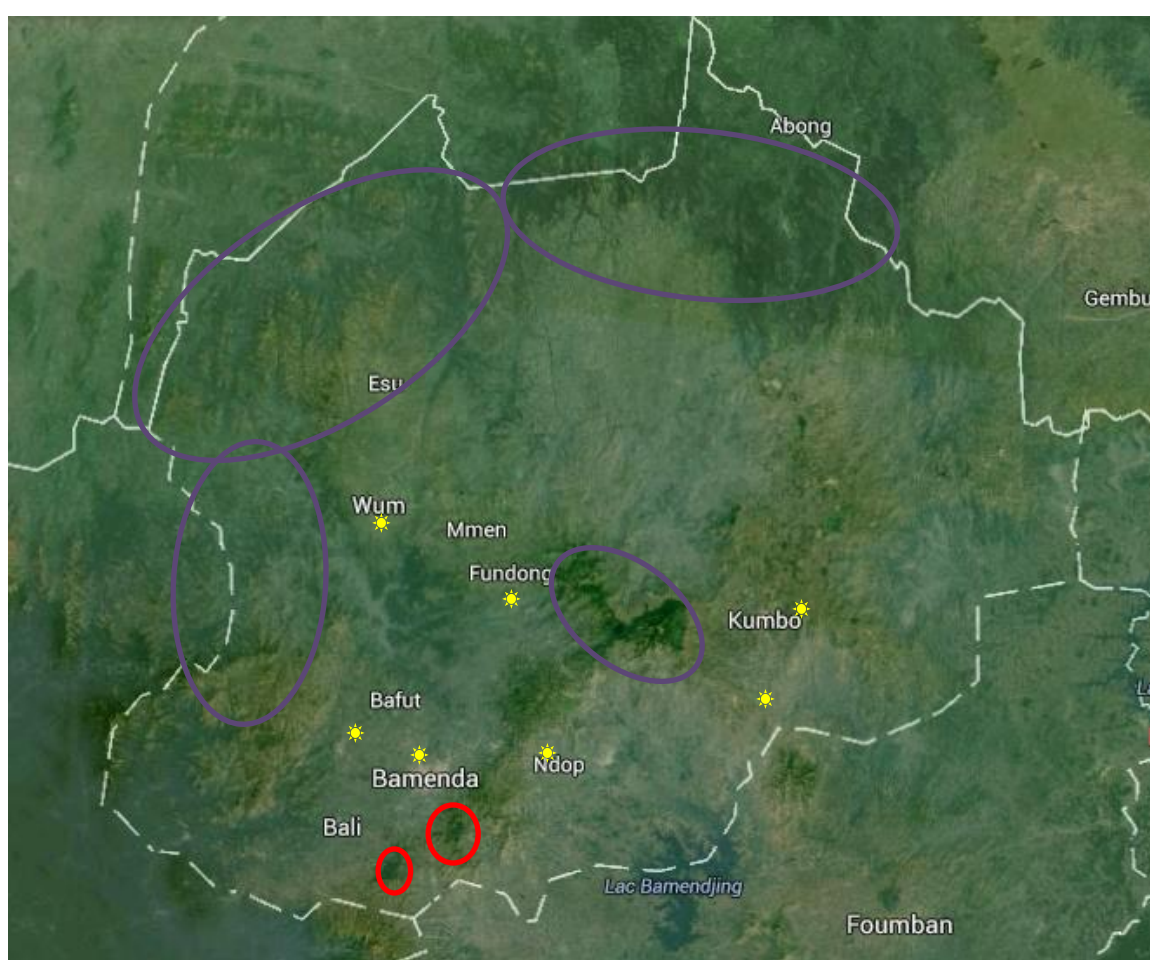 Abong
Gembu
Esu
Wum
Mmen
Fundong
Kumbo
Bafut
Ndop
Bamenda
Bali
Lac Bamendjing
Foumban